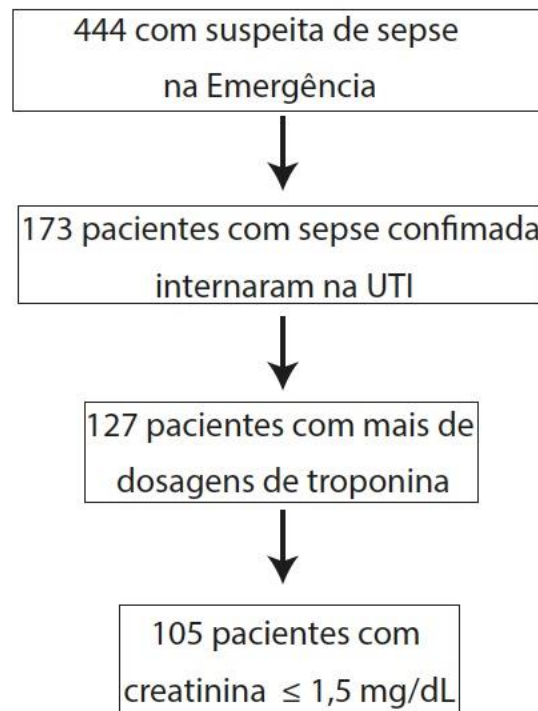 444 com suspeita de sepse
na Emergência
173 pacientes com sepse confimada
internaram na UTI
127 pacientes com mais de
dosagens de troponina
105 pacientes com
creatinina ≤ 1,5 mg/dL